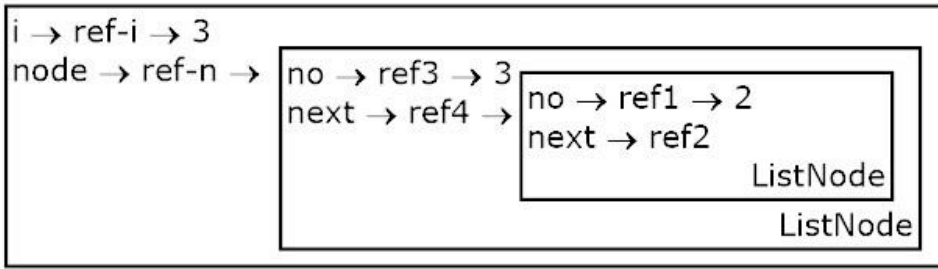 i → ref-i → 3
node → ref-n →
no → ref3 → 3
next → ref4 →
no → ref1 → 2
next → ref2
ListNode
ListNode